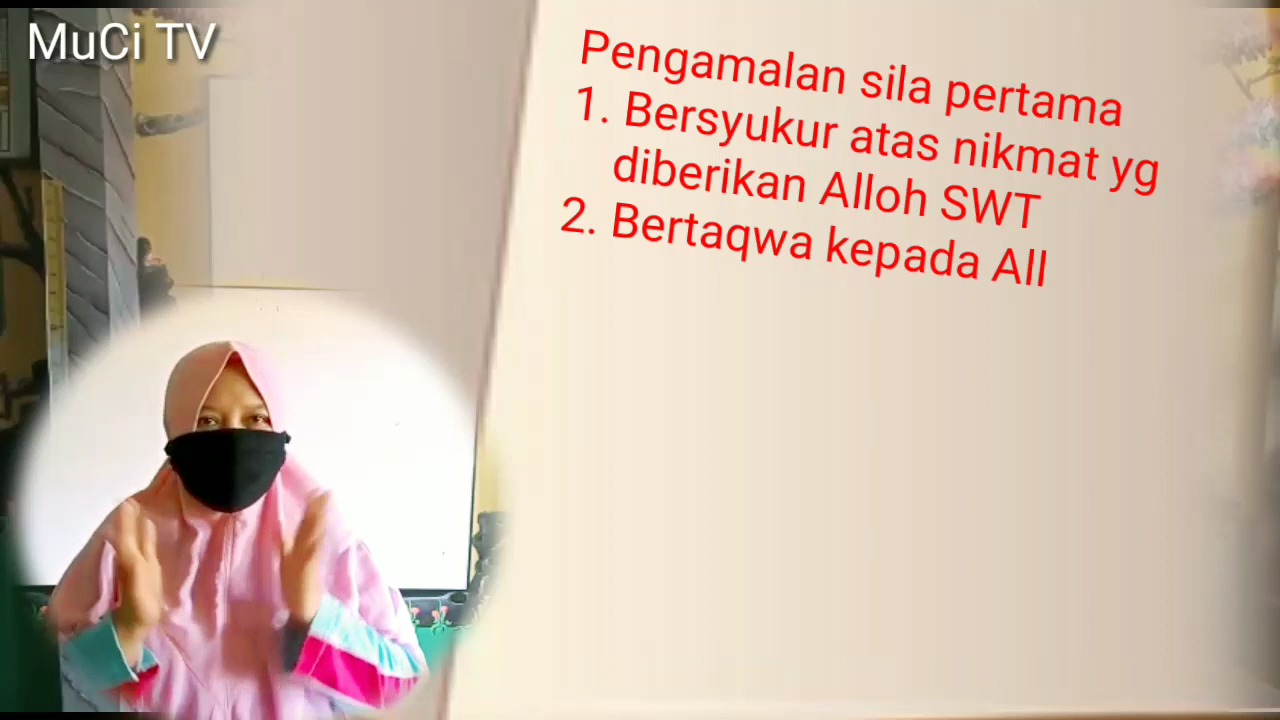 MuCi TV
Pengamalan sila pertama
1. Bersyukur atas nikmat yg
diberikan Alloh SWT
2. Bertaqwa kepada All